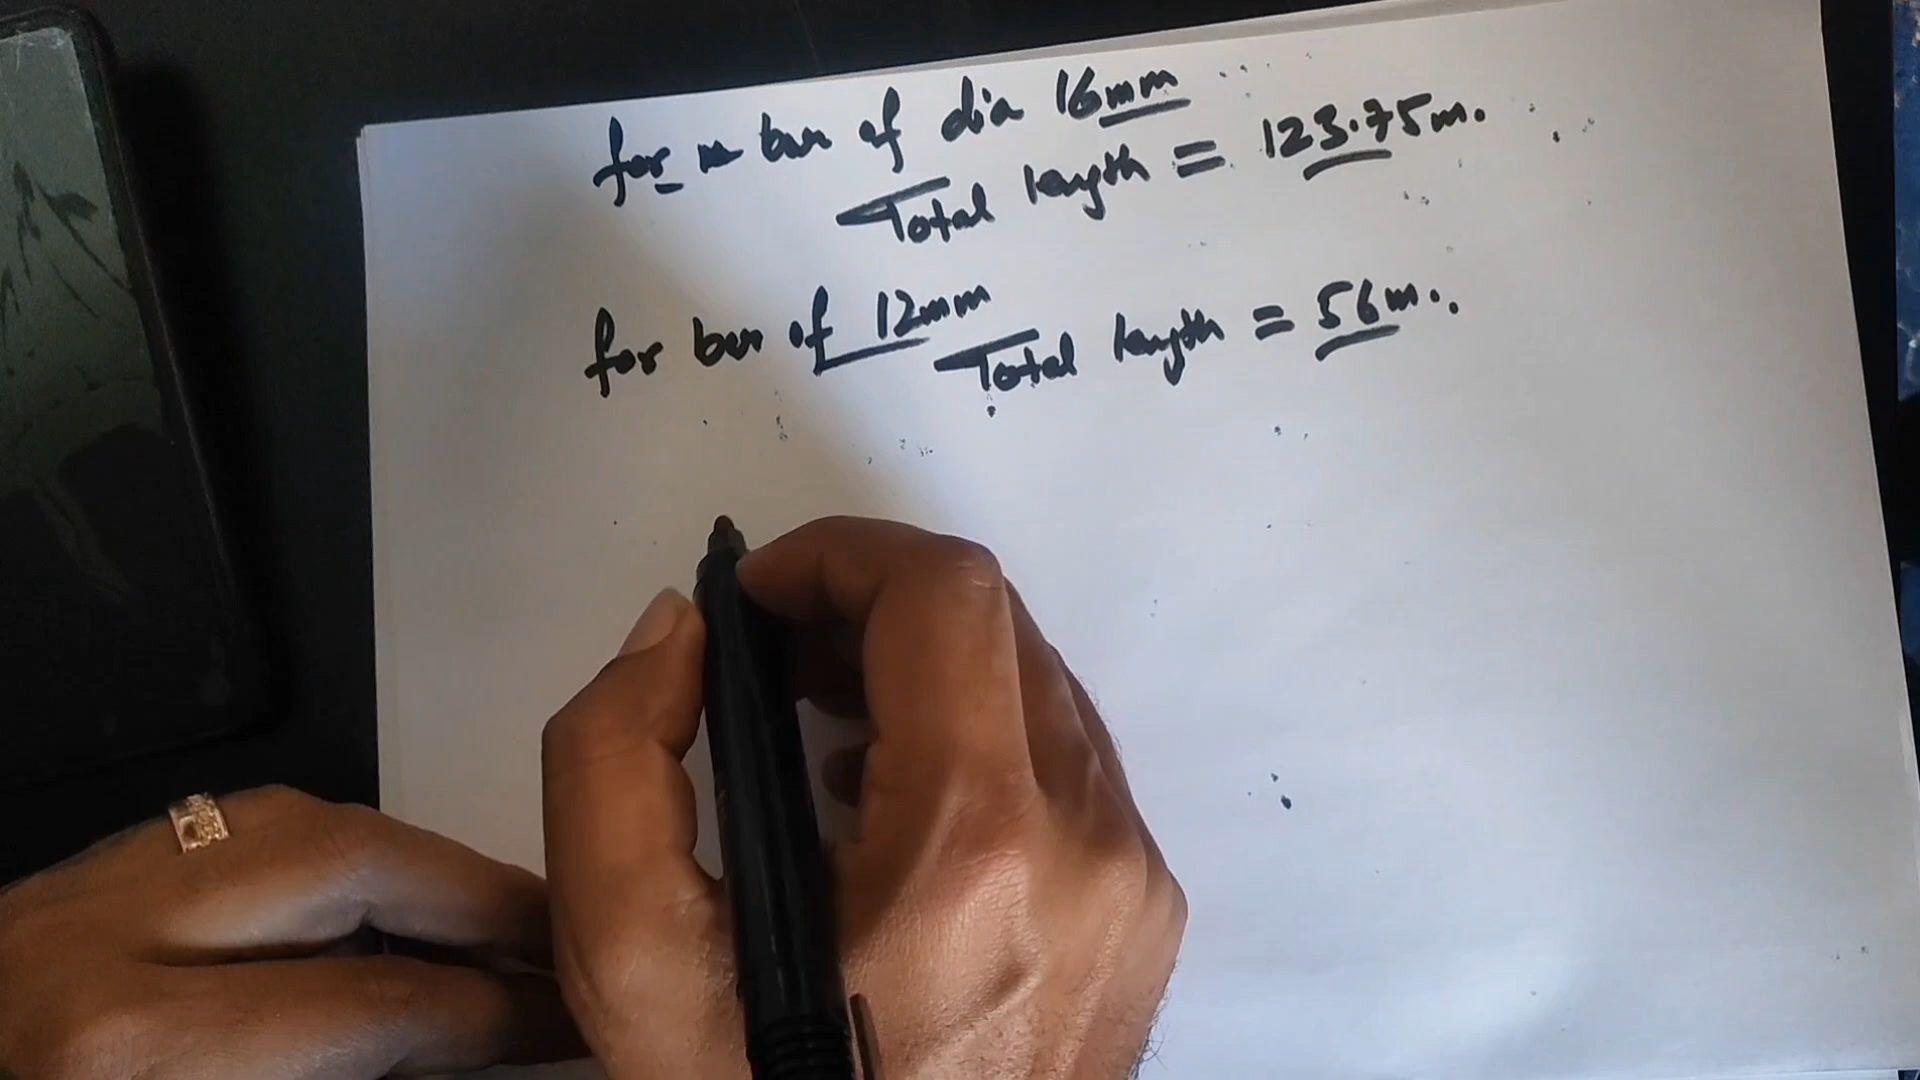 for bar of dia 16mm
Total length = 123.75m.
for bar of 12mm
Total length = 56m.